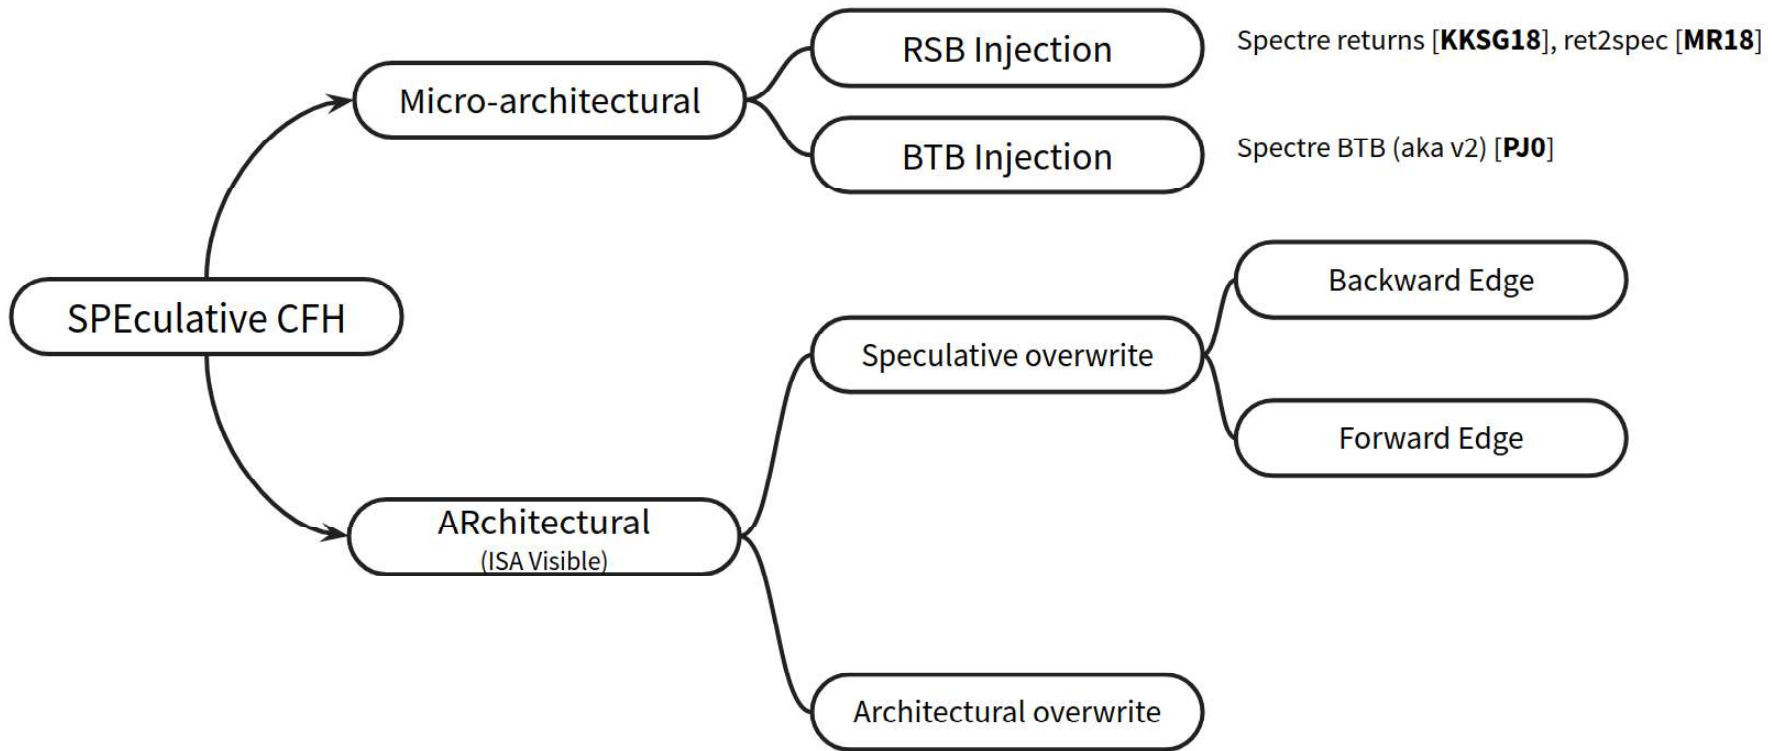 RSB Injection
Spectre returns [KKSG18], ret2spec [MR18]
Micro-architectural
BTB Injection
Spectre BTB (aka v2) [PJ0]
SPEculative CFH
Backward Edge
Speculative overwrite
Forward Edge
ARchitectural
(ISA Visible)
Architectural overwrite